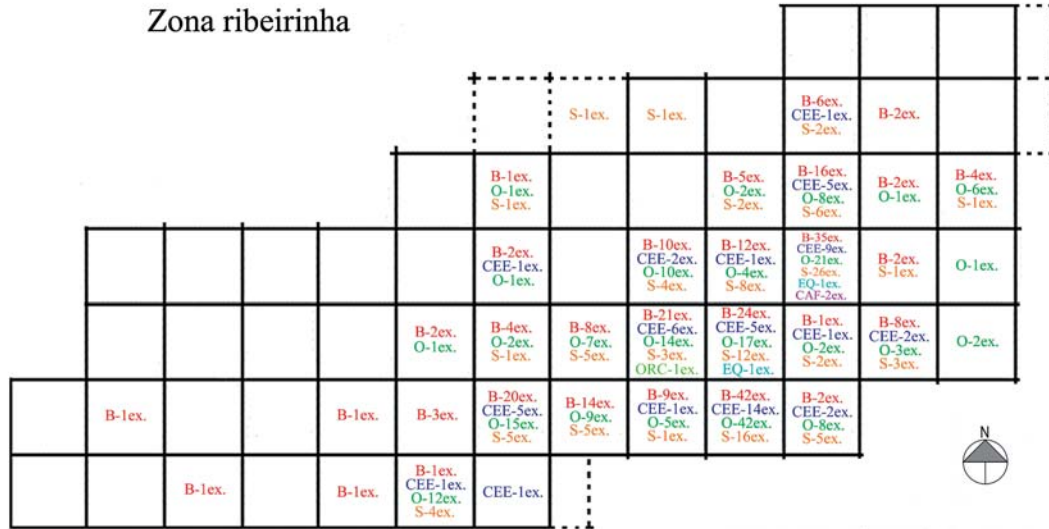 Zona ribeirinha
S-1ex.
S-1ex.
B-6ex.
CEE-1ex.
S-2ex.
B-2ex.
B-1ex.
O-1ex.
S-1ex.
B-5ex.
O-2ex.
S-2ex.
B-16ex.
CEE-5ex.
O-8ex.
S-6ex.
B-2ex.
O-1ex.
B-4ex.
O-6ex.
S-1ex.
B-2ex.
CEE-1ex.
O-1ex.
B-10ex.
CEE-2ex.
O-10ex.
S-4ex.
B-12ex.
CEE-1ex.
O-4ex.
S-8ex.
B-35ex.
CEE-9ex.
O-21ex.
S-26ex.
EQ-1ex.
CAF-2ex.
B-2ex.
S-1ex.
O-1ex.
B-2ex.
O-1ex.
B-4ex.
O-2ex.
S-1ex.
B-8ex.
O-7ex.
S-5ex.
B-21ex.
CEE-6ex.
O-14ex.
S-3ex.
ORC-1ex.
B-24ex.
CEE-5ex.
O-17ex.
S-12ex.
EQ-1ex.
B-1ex.
CEE-1ex.
O-2ex.
S-2ex.
B-8ex.
CEE-2ex.
O-3ex.
S-3ex.
O-2ex.
B-1ex.
B-1ex.
B-3ex.
B-20ex.
CEE-5ex.
O-15ex.
S-5ex.
B-14ex.
O-9ex.
S-5ex.
B-9ex.
CEE-1ex.
O-5ex.
S-1ex.
B-42ex.
CEE-14ex.
O-42ex.
S-16ex.
B-2ex.
CEE-2ex.
O-8ex.
S-5ex.
N
B-1ex.
B-1ex.
B-1ex.
CEE-1ex.
O-12ex.
S-4ex.
CEE-1ex.